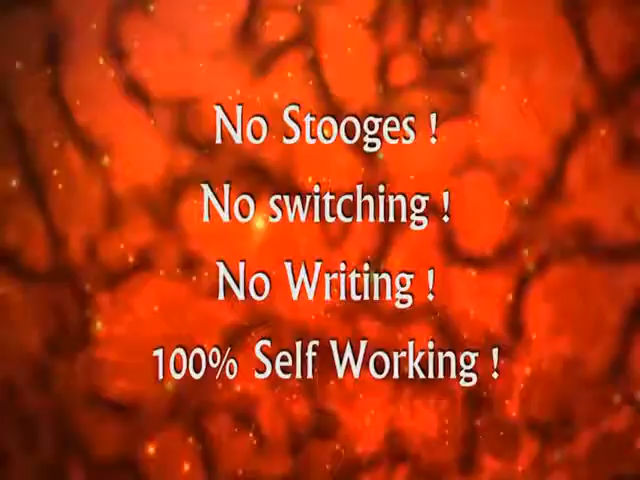 No Stooges !
No switching !
No Writing !
100% Self Working !